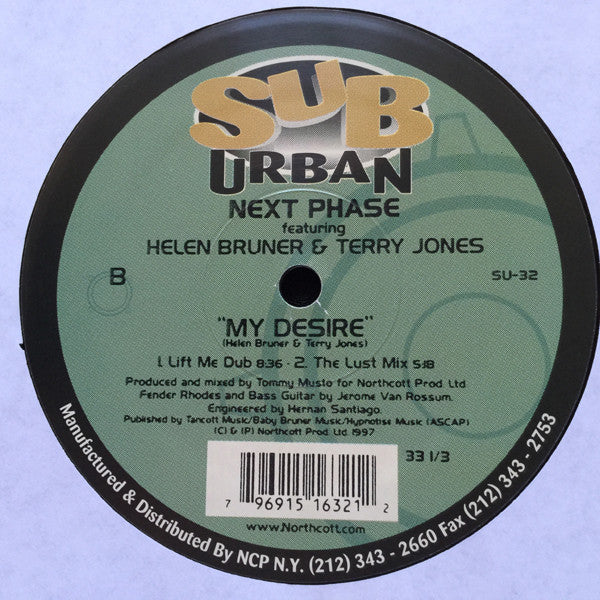 SUB
URBAN
NEXT PHASE
featuring
HELEN BRUNER & TERRY JONES
B
SU-32
"MY DESIRE"
(Helen Bruner & Terry Jones)
1. Lift Me Dub 8:36 - 2. The Lust Mix 5:18
Produced and mixed by Tommy Musto for Northcott Prod. Ltd.
Fender Rhodes and Bass Guitar by Jerome Van Rossum.
Engineered by Hernan Santiago.
Published by Tancott Music/Baby Bruner Music/Hypnotise Music (ASCAP)
(C) & (P) Northcott Prod. Ltd. 1997
33 1/3
7 96915 16321 2
www.Northcott.com
Manufactured & Distributed By NCP N.Y. (212) 343 - 2660 Fax (212) 343 - 2753